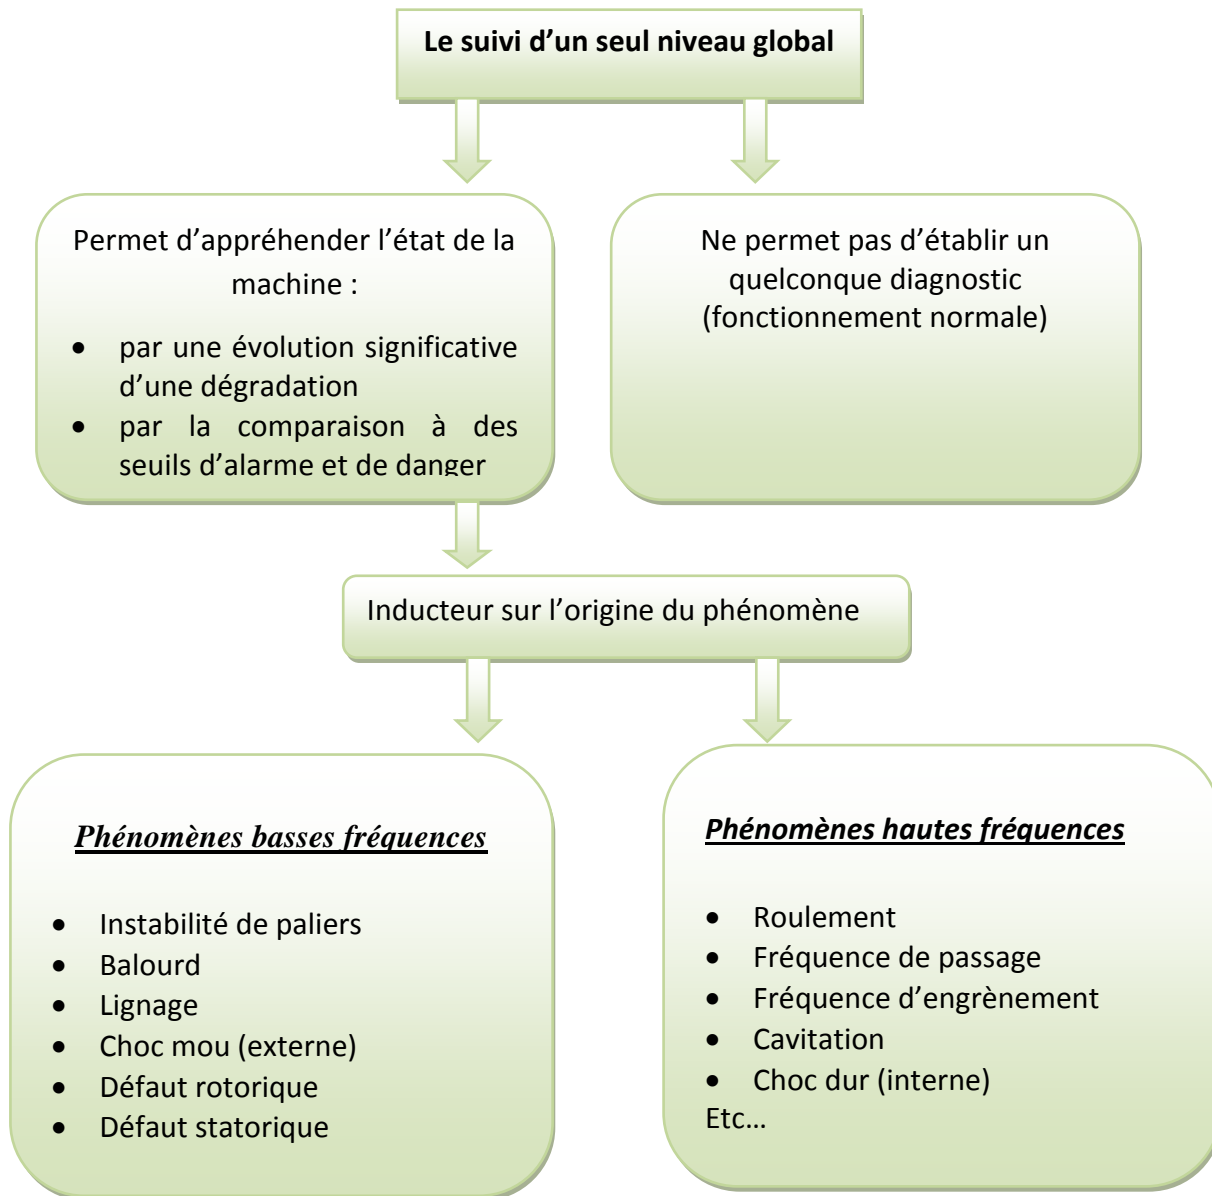 Le suivi d’un seul niveau global
Permet d’appréhender l’état de la
machine :
• par une évolution significative
d’une dégradation
• par la comparaison à des
seuils d’alarme et de danger
Ne permet pas d’établir un
quelconque diagnostic
(fonctionnement normale)
Inducteur sur l’origine du phénomène
Phénomènes basses fréquences
• Instabilité de paliers
• Balourd
• Lignage
• Choc mou (externe)
• Défaut rotorique
• Défaut statorique
Phénomènes hautes fréquences
• Roulement
• Fréquence de passage
• Fréquence d’engrènement
• Cavitation
• Choc dur (interne)
Etc…